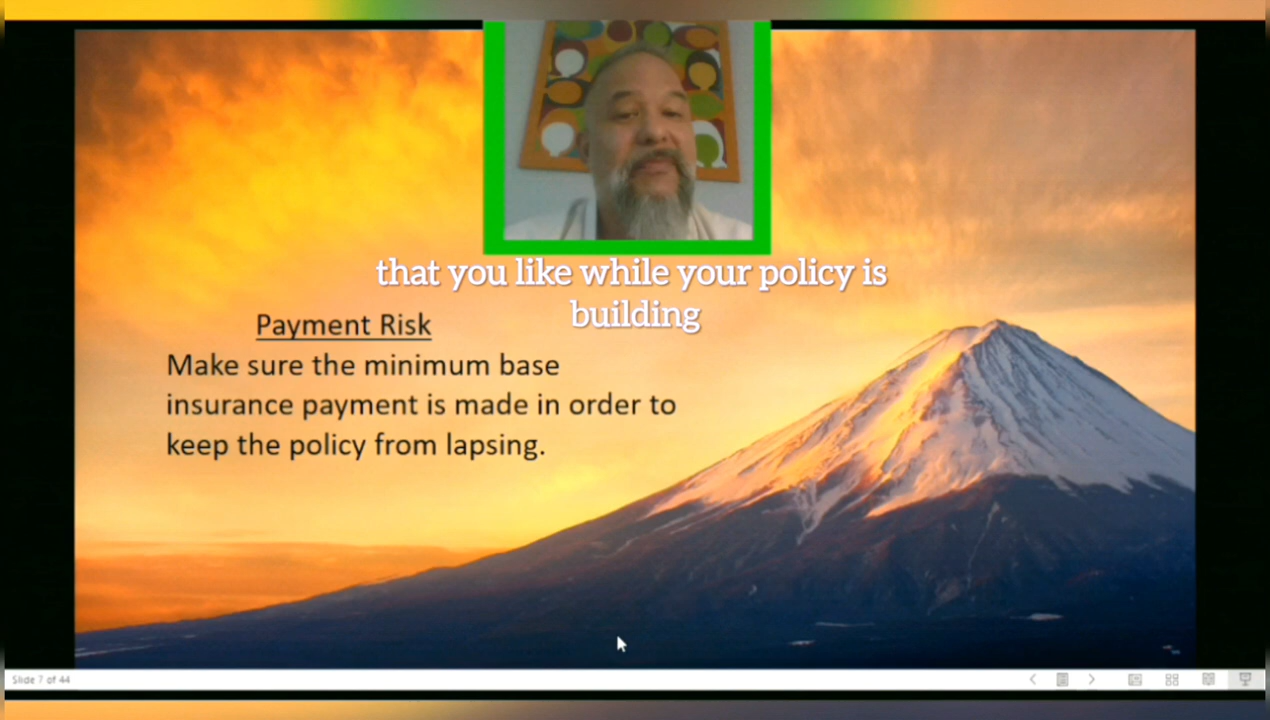 that you like while your policy is
building
Payment Risk
Make sure the minimum base
insurance payment is made in order to
keep the policy from lapsing.
Slide 7 of 44